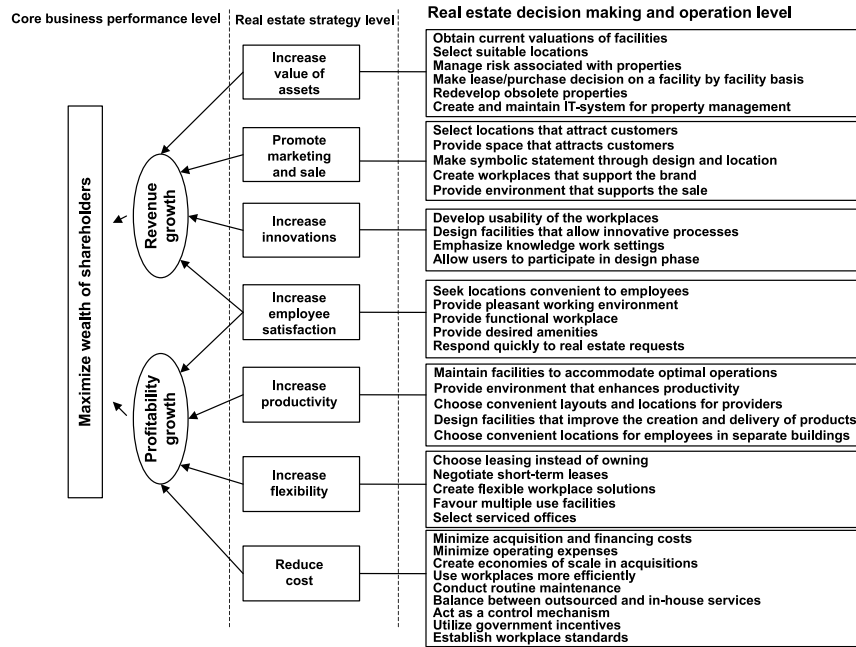 Core business performance level
Real estate strategy level
Real estate decision making and operation level
Maximize wealth of shareholders
Revenue
growth
Profitability
growth
Increase
value of
assets
Obtain current valuations of facilities
Select suitable locations
Manage risk associated with properties
Make lease/purchase decision on a facility by facility basis
Redevelop obsolete properties
Create and maintain IT-system for property management
Promote
marketing
and sale
Select locations that attract customers
Provide space that attracts customers
Make symbolic statement through design and location
Create workplaces that support the brand
Provide environment that supports the sale
Increase
innovations
Develop usability of the workplaces
Design facilities that allow innovative processes
Emphasize knowledge work settings
Allow users to participate in design phase
Increase
employee
satisfaction
Seek locations convenient to employees
Provide pleasant working environment
Provide functional workplace
Provide desired amenities
Respond quickly to real estate requests
Increase
productivity
Maintain facilities to accommodate optimal operations
Provide environment that enhances productivity
Choose convenient layouts and locations for providers
Design facilities that improve the creation and delivery of products
Choose convenient locations for employees in separate buildings
Increase
flexibility
Choose leasing instead of owning
Negotiate short-term leases
Create flexible workplace solutions
Favour multiple use facilities
Select serviced offices
Reduce
cost
Minimize acquisition and financing costs
Minimize operating expenses
Create economies of scale in acquisitions
Use workplaces more efficiently
Conduct routine maintenance
Balance between outsourced and in-house services
Act as a control mechanism
Utilize government incentives
Establish workplace standards